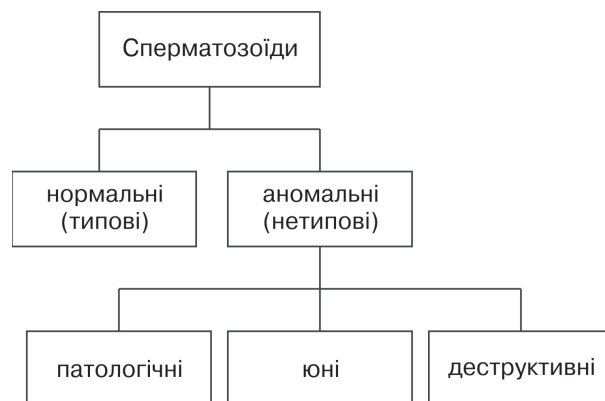 Сперматозоїди
нормальні
(типові)
аномальні
(нетипові)
патологічні
юні
деструктивні